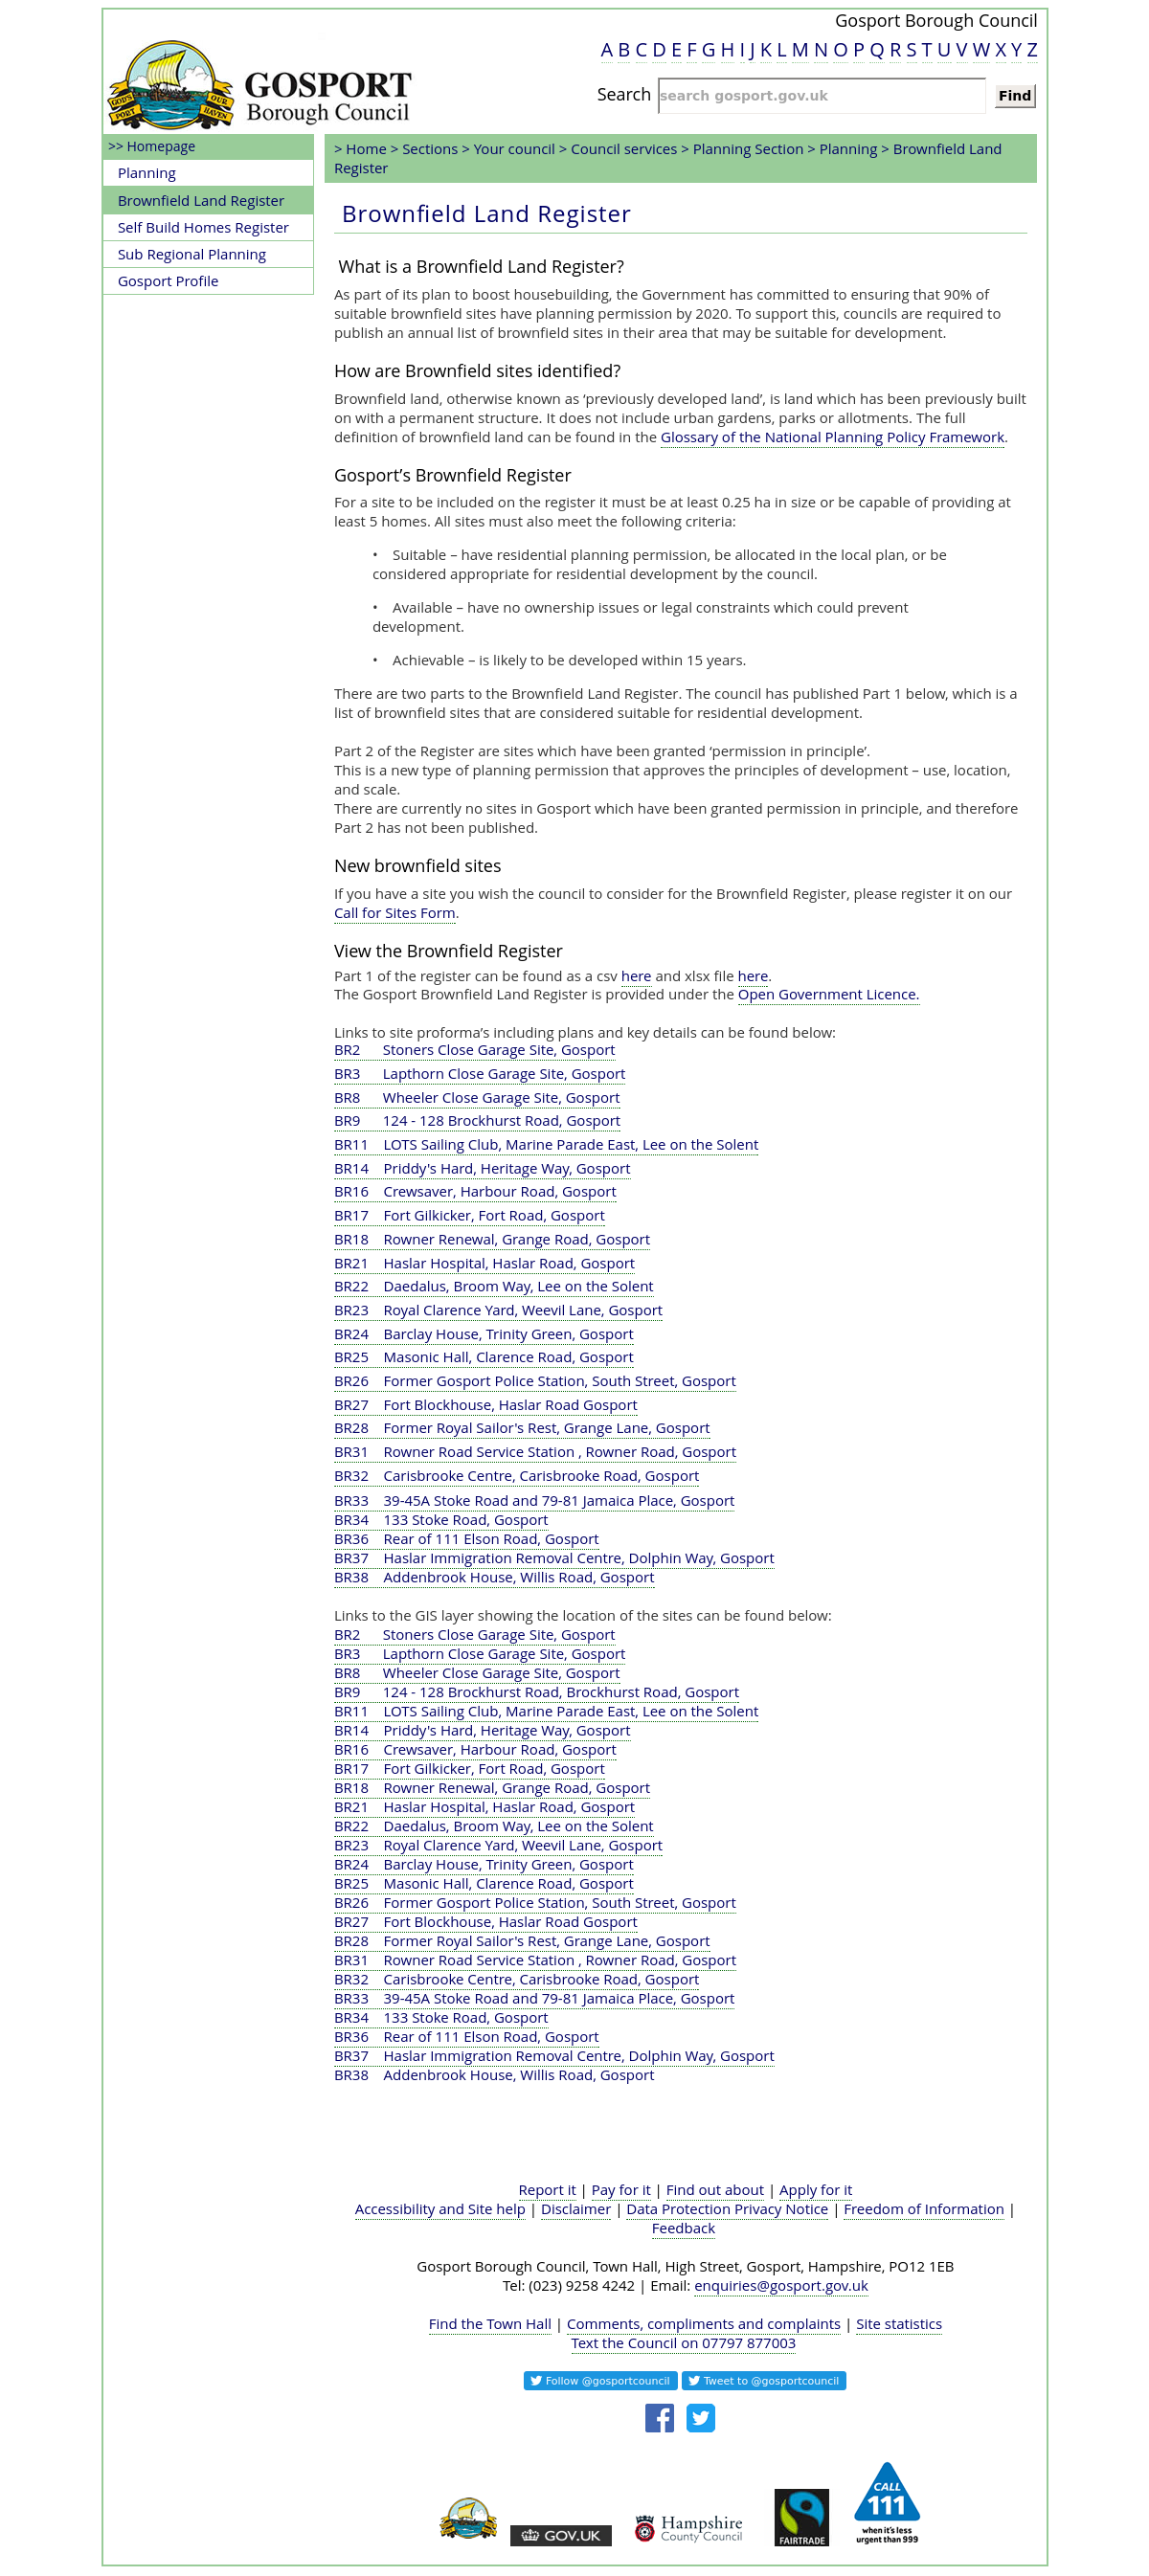 Gosport Borough Council
A B C D E F G H I J K L M N O P Q R S T U V W X Y Z
GOD'S PORT OUR HAVEN
GOSPORT
Borough Council
Search search gosport.gov.uk Find
>> Homepage
Planning
Brownfield Land Register
Self Build Homes Register
Sub Regional Planning
Gosport Profile
> Home > Sections > Your council > Council services > Planning Section > Planning > Brownfield Land
Register
Brownfield Land Register
What is a Brownfield Land Register?
As part of its plan to boost housebuilding, the Government has committed to ensuring that 90% of
suitable brownfield sites have planning permission by 2020. To support this, councils are required to
publish an annual list of brownfield sites in their area that may be suitable for development.
How are Brownfield sites identified?
Brownfield land, otherwise known as ‘previously developed land’, is land which has been previously built
on with a permanent structure. It does not include urban gardens, parks or allotments. The full
definition of brownfield land can be found in the Glossary of the National Planning Policy Framework.
Gosport’s Brownfield Register
For a site to be included on the register it must be at least 0.25 ha in size or be capable of providing at
least 5 homes. All sites must also meet the following criteria:
• Suitable – have residential planning permission, be allocated in the local plan, or be
considered appropriate for residential development by the council.
• Available – have no ownership issues or legal constraints which could prevent
development.
• Achievable – is likely to be developed within 15 years.
There are two parts to the Brownfield Land Register. The council has published Part 1 below, which is a
list of brownfield sites that are considered suitable for residential development.
Part 2 of the Register are sites which have been granted ‘permission in principle’.
This is a new type of planning permission that approves the principles of development – use, location,
and scale.
There are currently no sites in Gosport which have been granted permission in principle, and therefore
Part 2 has not been published.
New brownfield sites
If you have a site you wish the council to consider for the Brownfield Register, please register it on our
Call for Sites Form.
View the Brownfield Register
Part 1 of the register can be found as a csv here and xlsx file here.
The Gosport Brownfield Land Register is provided under the Open Government Licence.
Links to site proforma’s including plans and key details can be found below:
BR2 Stoners Close Garage Site, Gosport
BR3 Lapthorn Close Garage Site, Gosport
BR8 Wheeler Close Garage Site, Gosport
BR9 124 - 128 Brockhurst Road, Gosport
BR11 LOTS Sailing Club, Marine Parade East, Lee on the Solent
BR14 Priddy's Hard, Heritage Way, Gosport
BR16 Crewsaver, Harbour Road, Gosport
BR17 Fort Gilkicker, Fort Road, Gosport
BR18 Rowner Renewal, Grange Road, Gosport
BR21 Haslar Hospital, Haslar Road, Gosport
BR22 Daedalus, Broom Way, Lee on the Solent
BR23 Royal Clarence Yard, Weevil Lane, Gosport
BR24 Barclay House, Trinity Green, Gosport
BR25 Masonic Hall, Clarence Road, Gosport
BR26 Former Gosport Police Station, South Street, Gosport
BR27 Fort Blockhouse, Haslar Road Gosport
BR28 Former Royal Sailor's Rest, Grange Lane, Gosport
BR31 Rowner Road Service Station , Rowner Road, Gosport
BR32 Carisbrooke Centre, Carisbrooke Road, Gosport
BR33 39-45A Stoke Road and 79-81 Jamaica Place, Gosport
BR34 133 Stoke Road, Gosport
BR36 Rear of 111 Elson Road, Gosport
BR37 Haslar Immigration Removal Centre, Dolphin Way, Gosport
BR38 Addenbrook House, Willis Road, Gosport
Links to the GIS layer showing the location of the sites can be found below:
BR2 Stoners Close Garage Site, Gosport
BR3 Lapthorn Close Garage Site, Gosport
BR8 Wheeler Close Garage Site, Gosport
BR9 124 - 128 Brockhurst Road, Brockhurst Road, Gosport
BR11 LOTS Sailing Club, Marine Parade East, Lee on the Solent
BR14 Priddy's Hard, Heritage Way, Gosport
BR16 Crewsaver, Harbour Road, Gosport
BR17 Fort Gilkicker, Fort Road, Gosport
BR18 Rowner Renewal, Grange Road, Gosport
BR21 Haslar Hospital, Haslar Road, Gosport
BR22 Daedalus, Broom Way, Lee on the Solent
BR23 Royal Clarence Yard, Weevil Lane, Gosport
BR24 Barclay House, Trinity Green, Gosport
BR25 Masonic Hall, Clarence Road, Gosport
BR26 Former Gosport Police Station, South Street, Gosport
BR27 Fort Blockhouse, Haslar Road Gosport
BR28 Former Royal Sailor's Rest, Grange Lane, Gosport
BR31 Rowner Road Service Station , Rowner Road, Gosport
BR32 Carisbrooke Centre, Carisbrooke Road, Gosport
BR33 39-45A Stoke Road and 79-81 Jamaica Place, Gosport
BR34 133 Stoke Road, Gosport
BR36 Rear of 111 Elson Road, Gosport
BR37 Haslar Immigration Removal Centre, Dolphin Way, Gosport
BR38 Addenbrook House, Willis Road, Gosport
Report it | Pay for it | Find out about | Apply for it
Accessibility and Site help | Disclaimer | Data Protection Privacy Notice | Freedom of Information |
Feedback
Gosport Borough Council, Town Hall, High Street, Gosport, Hampshire, PO12 1EB
Tel: (023) 9258 4242 | Email: enquiries@gosport.gov.uk
Find the Town Hall | Comments, compliments and complaints | Site statistics
Text the Council on 07797 877003
Follow @gosportcouncil Tweet to @gosportcouncil
GOV.UK
Hampshire
County Council
FAIRTRADE
CALL
111
when it's less
urgent than 999